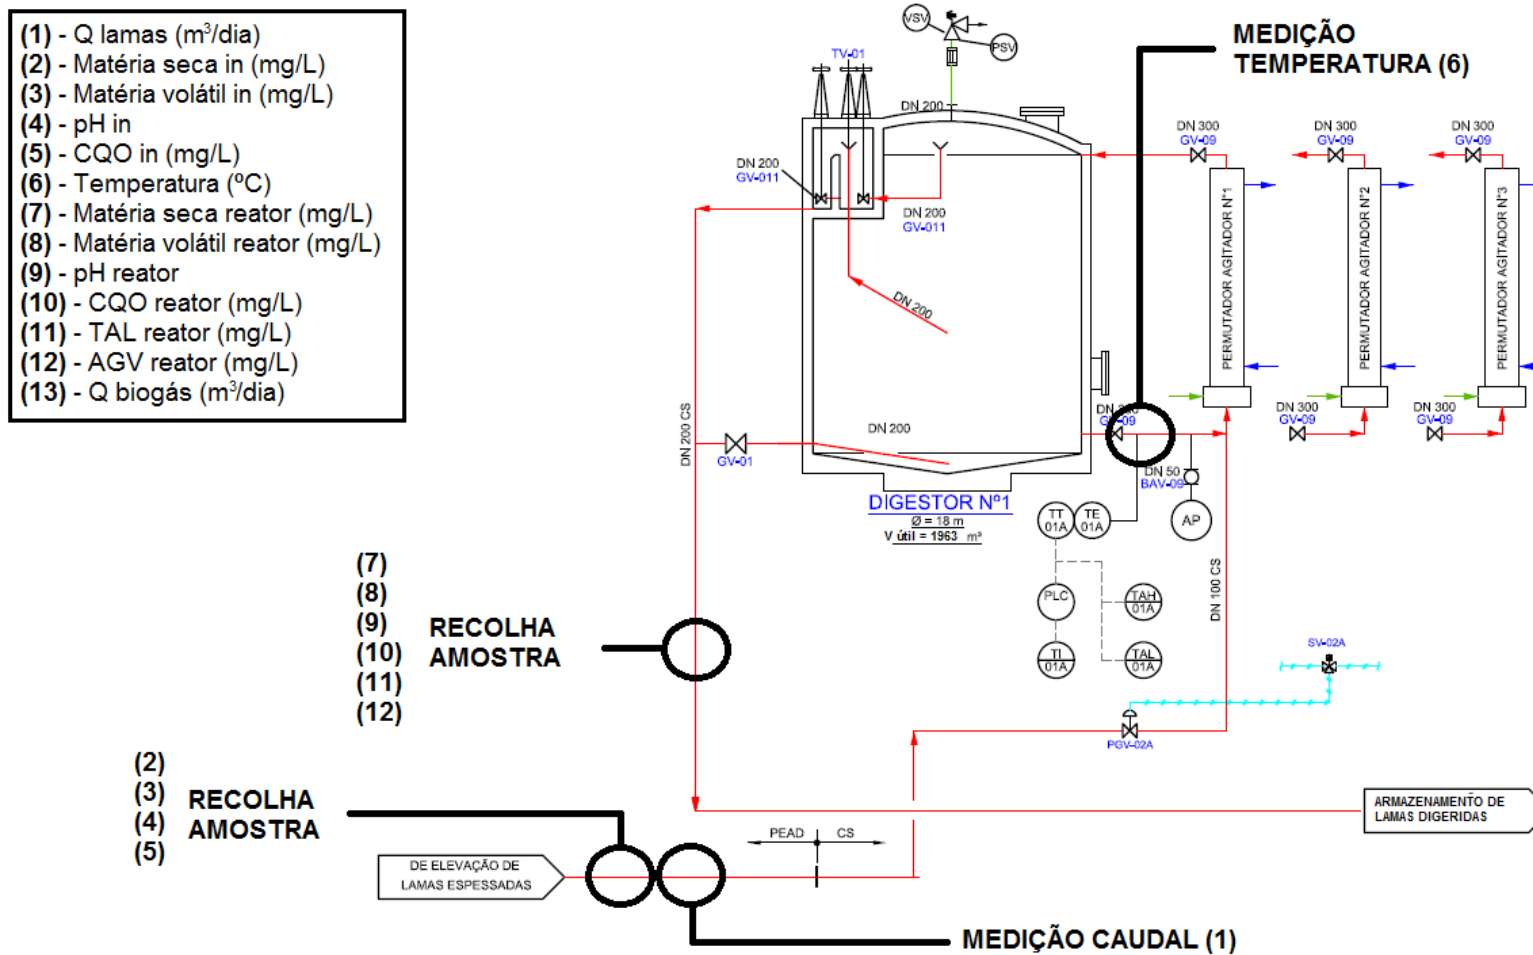 (1) - Q lamas (m³/dia)
(2) - Matéria seca in (mg/L)
(3) - Matéria volátil in (mg/L)
(4) - pH in
(5) - CQO in (mg/L)
(6) - Temperatura (ºC)
(7) - Matéria seca reator (mg/L)
(8) - Matéria volátil reator (mg/L)
(9) - pH reator
(10) - CQO reator (mg/L)
(11) - TAL reator (mg/L)
(12) - AGV reator (mg/L)
(13) - Q biogás (m³/dia)
VSV
PSV
TV-01
DN 200
MEDIÇÃO
TEMPERATURA (6)
DN 300
GV-09
DN 300
GV-09
DN 300
GV-09
DN 200
GV-011
DN 200
GV-011
DN 200
PERMUTADOR AGITADOR Nº1
PERMUTADOR AGITADOR Nº2
PERMUTADOR AGITADOR Nº3
DN 200 CS
GV-01
DN 200
GV-09
DN 300
GV-09
DN 300
GV-09
DN 50
BAV-09
DIGESTOR Nº1
Ø = 18 m
V útil = 1963 m³
TT
01A
TE
01A
AP
PLC
TAH
01A
TI
01A
TAL
01A
DN 100 CS
SV-02A
PGV-02A
(7)
(8)
(9)
(10)
(11)
(12)
RECOLHA
AMOSTRA
(2)
(3)
(4)
(5)
RECOLHA
AMOSTRA
ARMAZENAMENTO DE
LAMAS DIGERIDAS
PEAD
CS
DE ELEVAÇÃO DE
LAMAS ESPESSADAS
MEDIÇÃO CAUDAL (1)